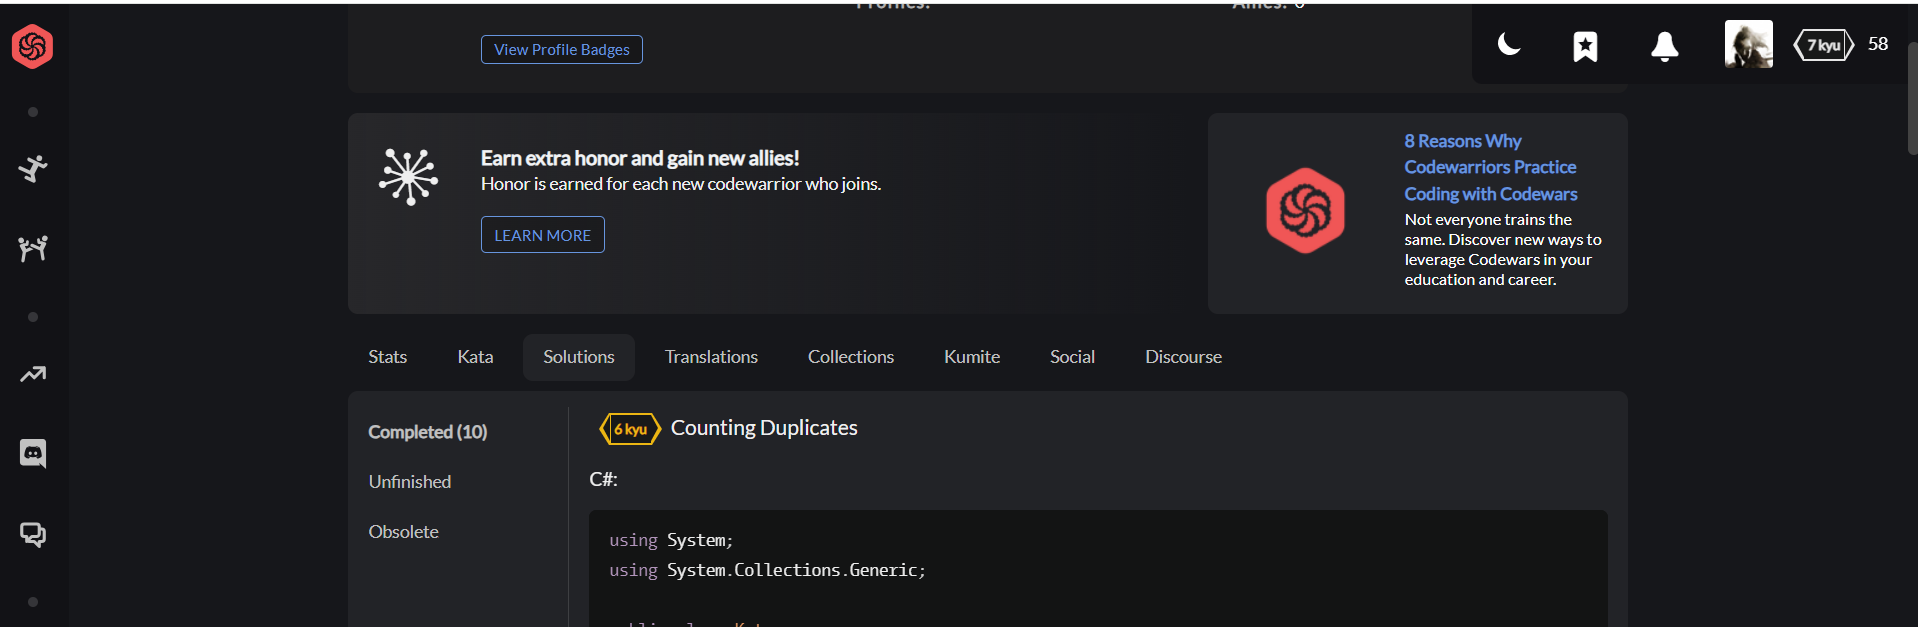 Profiles:
Allies: 0
View Profile Badges
7 kyu
58
Earn extra honor and gain new allies!
Honor is earned for each new codewarrior who joins.
LEARN MORE
8 Reasons Why
Codewarriors Practice
Coding with Codewars
Not everyone trains the
same. Discover new ways to
leverage Codewars in your
education and career.
Stats
Kata
Solutions
Translations
Collections
Kumite
Social
Discourse
Completed (10)
Unfinished
Obsolete
6 kyu
Counting Duplicates
C#:
using System;
using System.Collections.Generic;